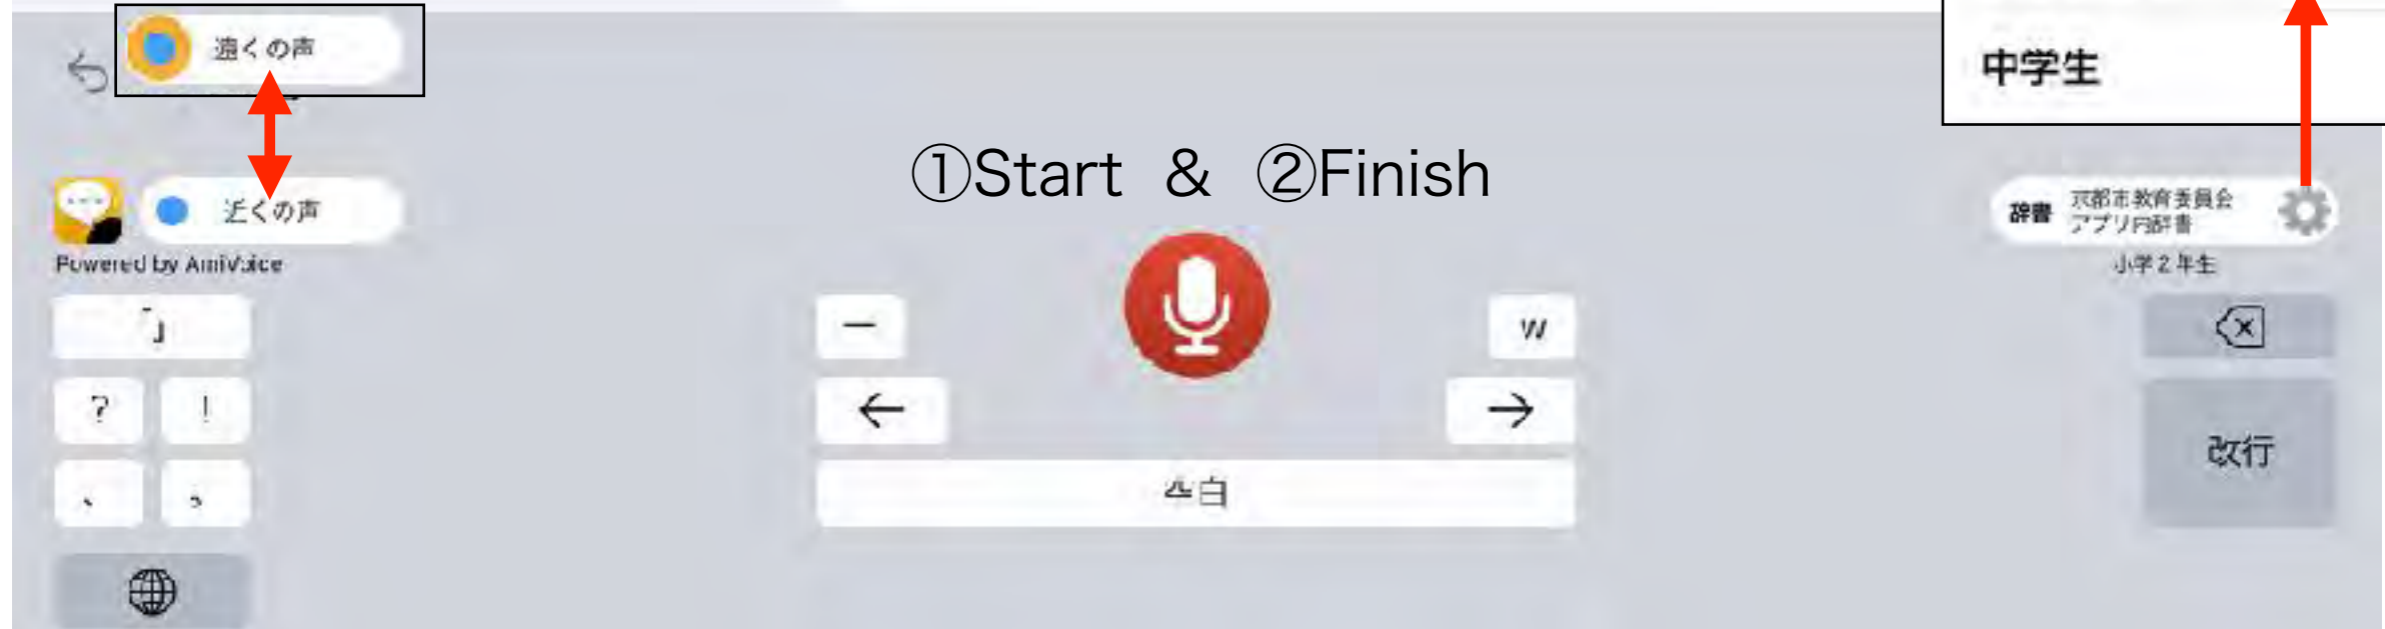 遠くの声
中学生
①Start & ②Finish
近くの声
辞書
京都市教育委員会
アプリ内辞書
Powered by AmiVoice
小学2年生
「」
ー
w
? !
← →
改行
、 。
空白